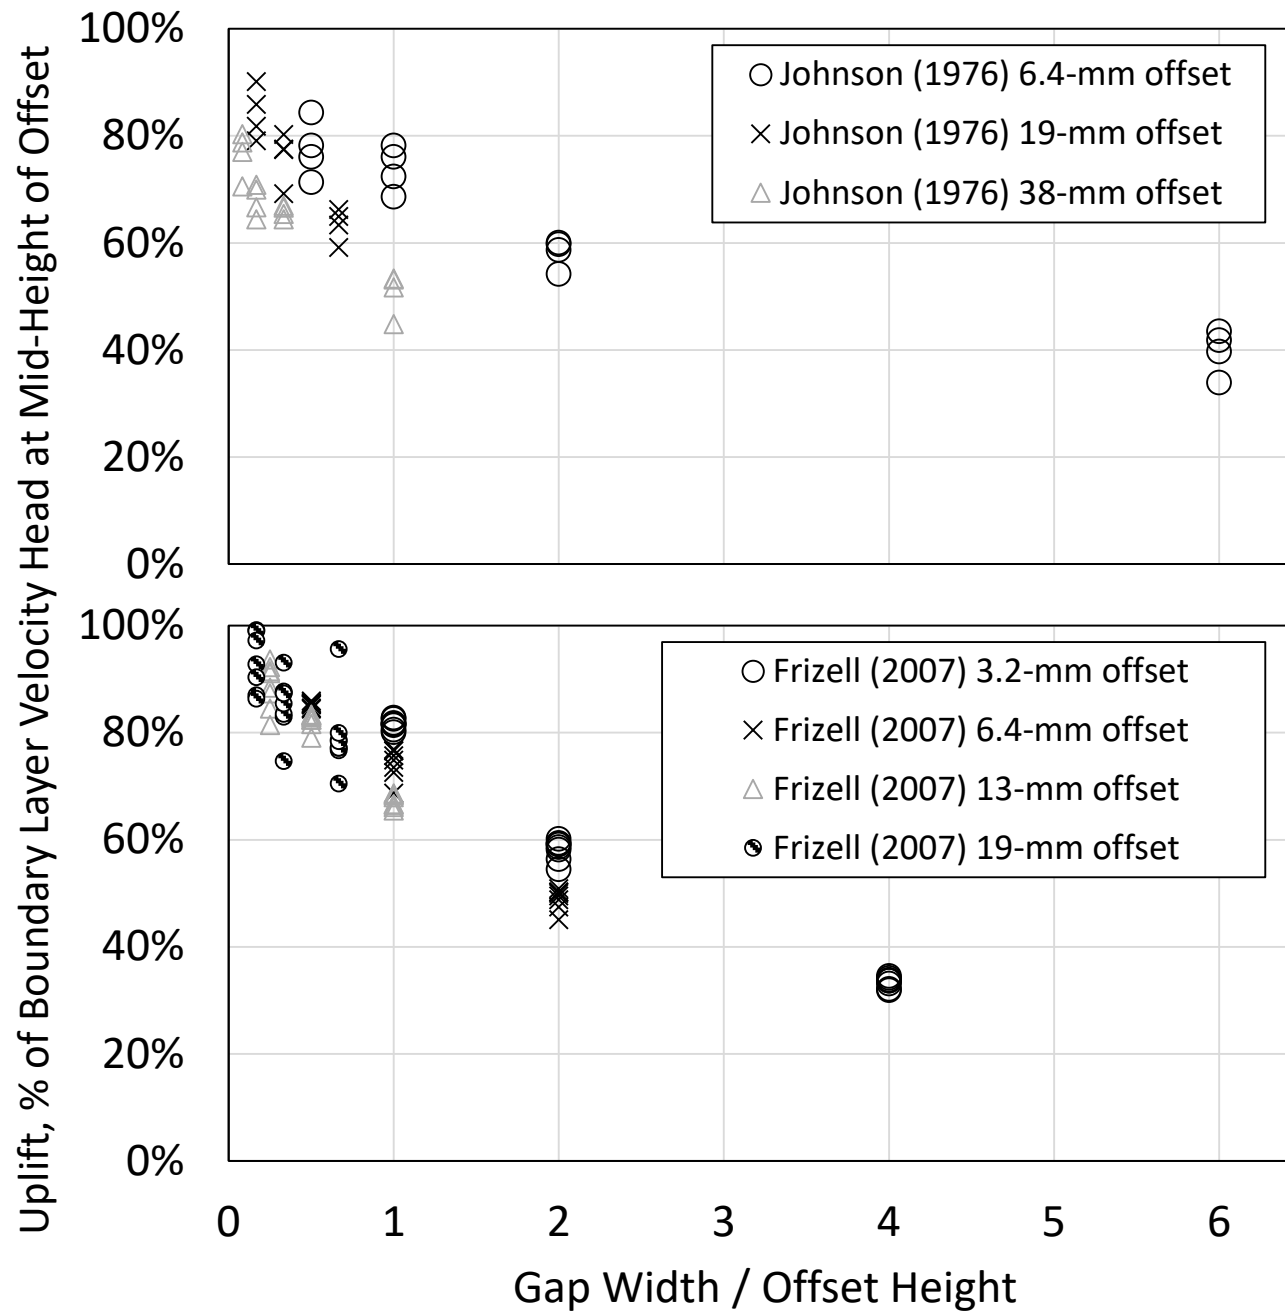 Uplift, % of Boundary Layer Velocity Head at Mid-Height of Offset
100%
80%
60%
40%
20%
0%
Johnson (1976) 6.4-mm offset
Johnson (1976) 19-mm offset
Johnson (1976) 38-mm offset
100%
80%
60%
40%
20%
0%
Frizell (2007) 3.2-mm offset
Frizell (2007) 6.4-mm offset
Frizell (2007) 13-mm offset
Frizell (2007) 19-mm offset
0 1 2 3 4 5 6
Gap Width / Offset Height